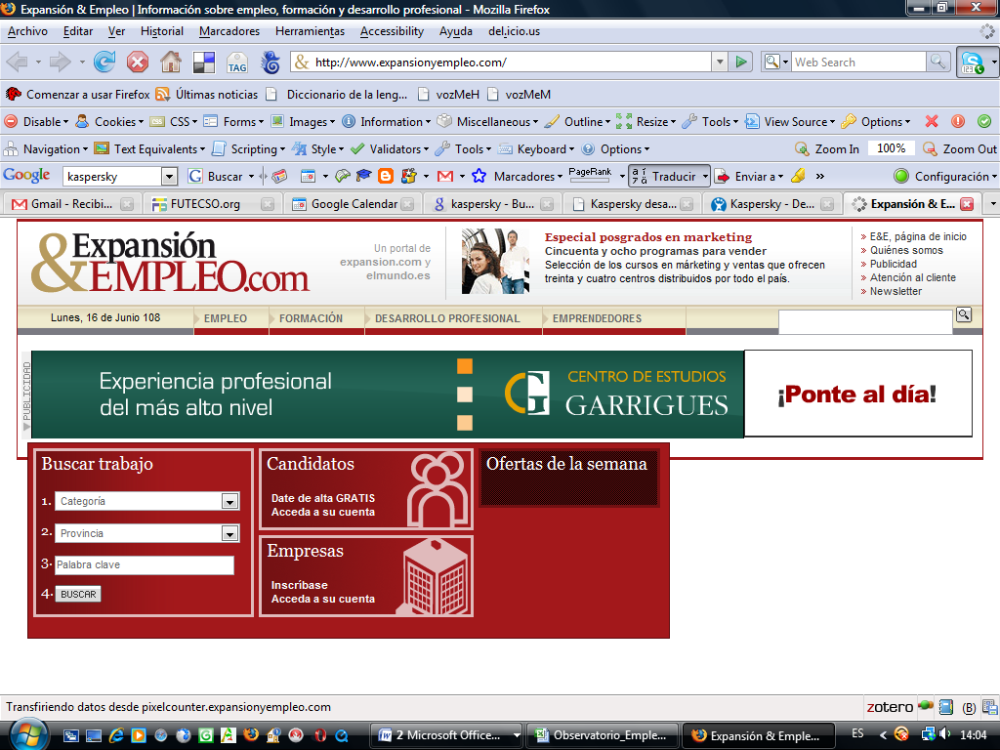 Expansión & Empleo | Información sobre empleo, formación y desarrollo profesional - Mozilla Firefox
Archivo Editar Ver Historial Marcadores Herramientas Accessibility Ayuda del.icio.us
TAG http://www.expansionyempleo.com/ Web Search
Comenzar a usar Firefox Últimas noticias Diccionario de la leng... vozMeH vozMeM
Disable Cookies CSS Forms Images Information Miscellaneous Outline Resize Tools View Source Options
Navigation Text Equivalents Scripting Style Validators Tools Keyboard Options Zoom In 100% Zoom Out
Google kaspersky Buscar Marcadores PageRank Traducir Enviar a » Configuración
Gmail - Recibi... FUTECSO.org Google Calendar kaspersky - Bu... Kaspersky desa... Kaspersky - De... Expansión & E...
Expansión
&EMPLEO.com
Un portal de
expansion.com y
elmundo.es
Especial posgrados en marketing
Cincuenta y ocho programas para vender
Selección de los cursos en márketing y ventas que ofrecen
treinta y cuatro centros distribuidos por todo el país.
» E&E, página de inicio
» Quiénes somos
» Publicidad
» Atención al cliente
» Newsletter
Lunes, 16 de Junio 108 EMPLEO FORMACIÓN DESARROLLO PROFESIONAL EMPRENDEDORES
PUBLICIDAD
Experiencia profesional
del más alto nivel
G CENTRO DE ESTUDIOS
GARRIGUES
¡Ponte al día!
Buscar trabajo
1. Categoría
2. Provincia
3. Palabra clave
4. BUSCAR
Candidatos
Date de alta GRATIS
Acceda a su cuenta
Empresas
Inscríbase
Acceda a su cuenta
Ofertas de la semana
Transfiriendo datos desde pixelcounter.expansionyempleo.com zotero (B)
2 Microsoft Office... Observatorio_Emple... Expansión & Emple... ES 14:04